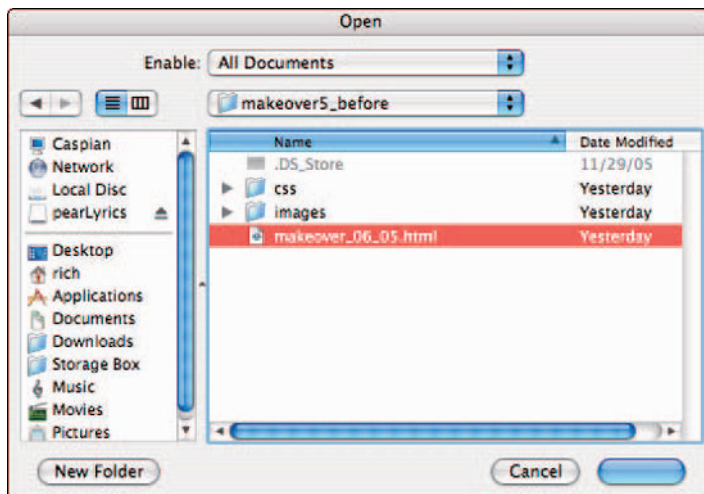 Open
Enable: All Documents
makeover5_before
Caspian
Network
Local Disc
pearLyrics
Desktop
rich
Applications
Documents
Downloads
Storage Box
Music
Movies
Pictures
Name Date Modified
.DS_Store 11/29/05
css Yesterday
images Yesterday
makeover_06_05.html Yesterday
New Folder Cancel